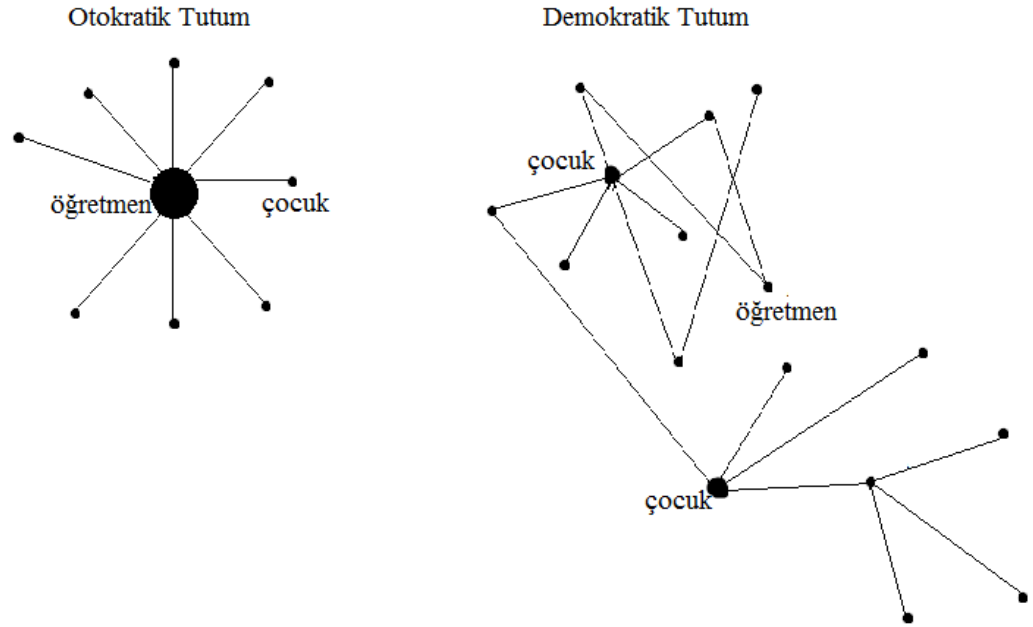 Otokratik Tutum
Demokratik Tutum
öğretmen
çocuk
çocuk
öğretmen
çocuk